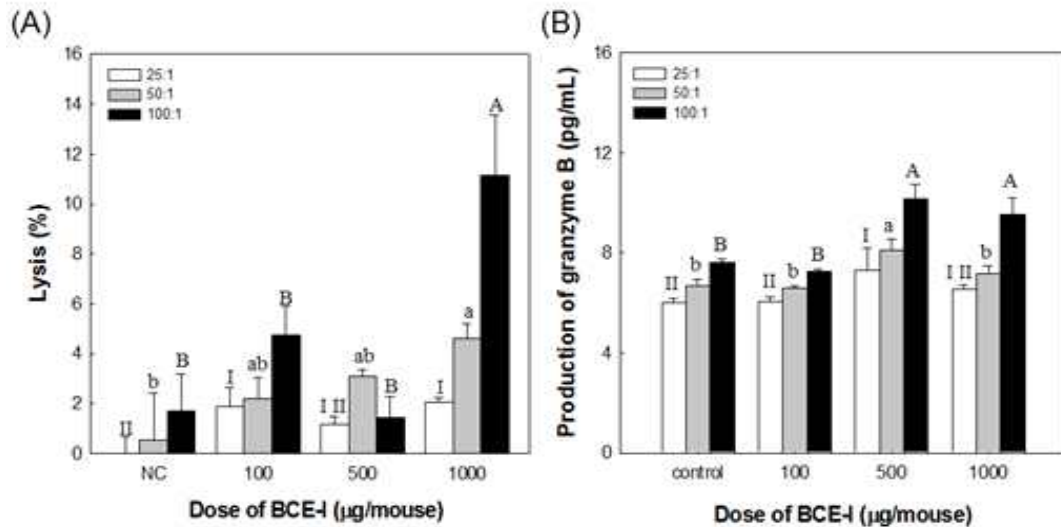 (A)
16
14
12
10
8
6
4
2
0
Lysis (%)
25:1
50:1
100:1
II
b
B
I
ab
B
I II
ab
B
I
a
A
NC
100
500
1000
Dose of BCE-I (μg/mouse)
(B)
16
12
8
4
0
Production of granzyme B (pg/mL)
25:1
50:1
100:1
II
b
B
II
b
B
I
a
A
I II
b
A
control
100
500
1000
Dose of BCE-I (μg/mouse)